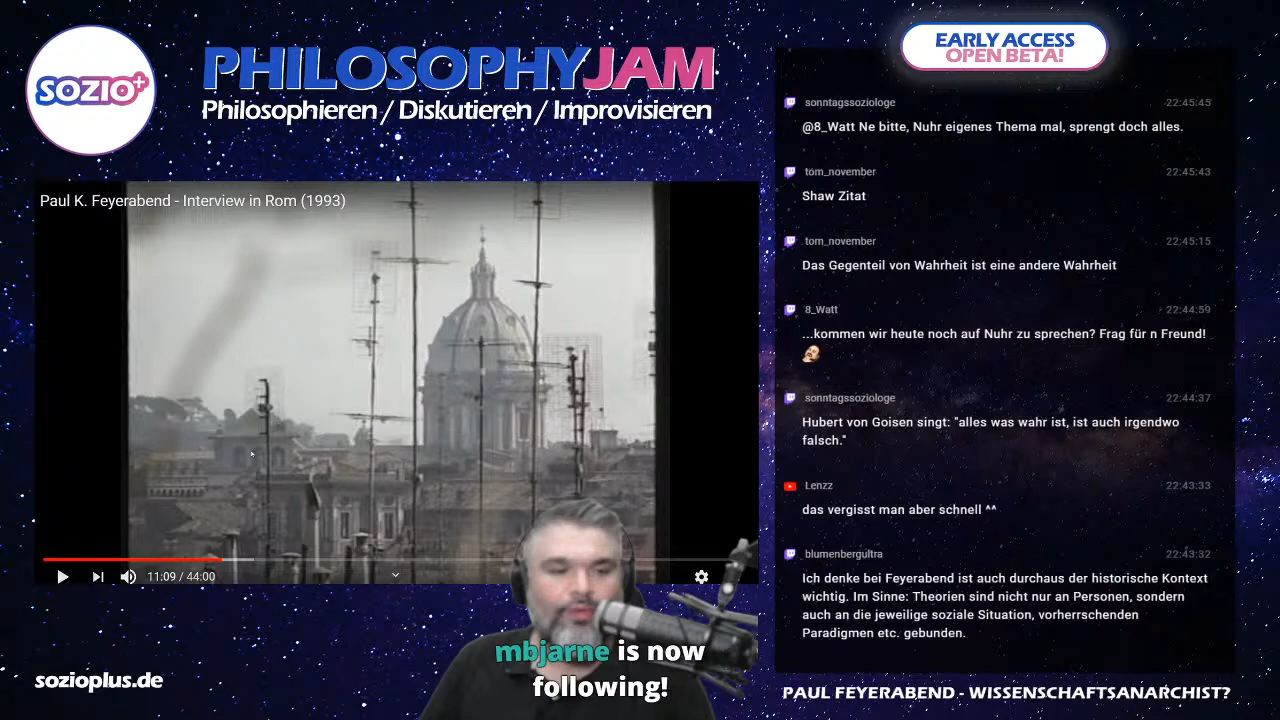 SOZIO+
PHILOSOPHYJAM
Philosophieren / Diskutieren / Improvisieren
EARLY ACCESS
OPEN BETA!
Paul K. Feyerabend - Interview in Rom (1993)
11:09 / 44:00
mbjarne is now
following!
sozioplus.de
sonntagssoziologe 22:45:45
@8_Watt Ne bitte, Nuhr eigenes Thema mal, sprengt doch alles.
tom_november 22:45:43
Shaw Zitat
tom_november 22:45:15
Das Gegenteil von Wahrheit ist eine andere Wahrheit
8_Watt 22:44:59
...kommen wir heute noch auf Nuhr zu sprechen? Frag für n Freund!
sonntagssoziologe 22:44:37
Hubert von Goisen singt: "alles was wahr ist, ist auch irgendwo
falsch."
Lenzz 22:43:33
das vergisst man aber schnell ^^
blumenbergultra 22:43:32
Ich denke bei Feyerabend ist auch durchaus der historische Kontext
wichtig. Im Sinne: Theorien sind nicht nur an Personen, sondern
auch an die jeweilige soziale Situation, vorherrschenden
Paradigmen etc. gebunden.
PAUL FEYERABEND - WISSENSCHAFTSANARCHIST?